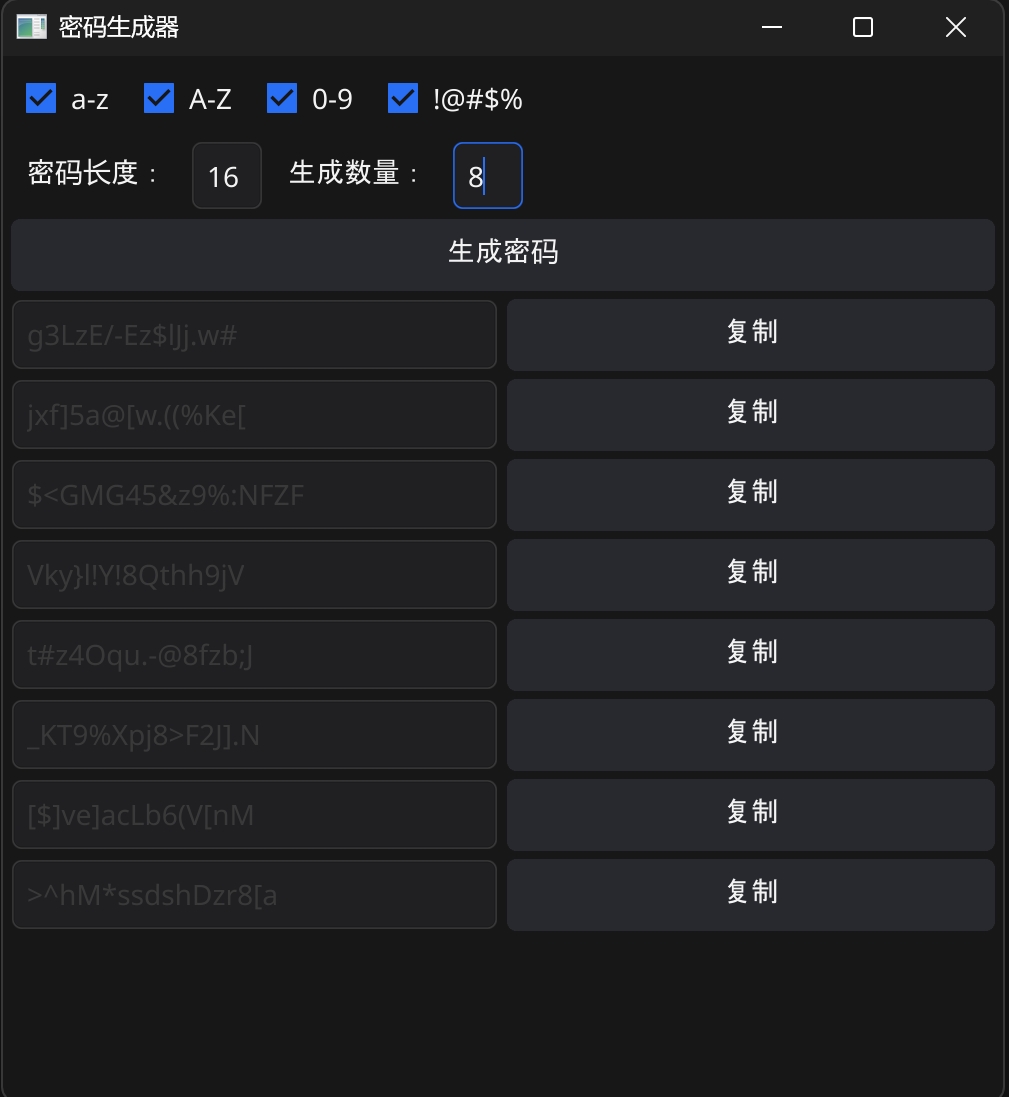 密码生成器
a-z A-Z 0-9 !@#$%
密码长度： 16 生成数量： 8
生成密码
g3LzE/-Ez$lJj.w# 复制
jxf]5a@[w.((%Ke[ 复制
$<GMG45&z9%:NFZF 复制
Vky}l!Y!8Qthh9jV 复制
t#z4Oqu.-@8fzb;J 复制
_KT9%Xpj8>F2J].N 复制
[$]ve]acLb6(V[nM 复制
>^hM*ssdshDzr8[a 复制